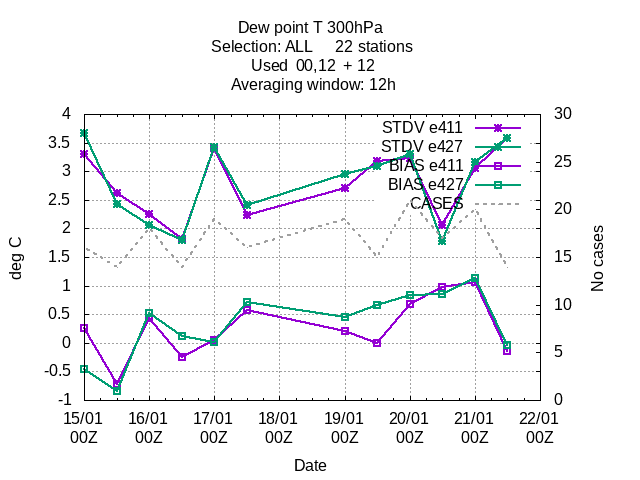 Dew point T 300hPa
Selection: ALL 22 stations
Used 00,12 + 12
Averaging window: 12h
4
3.5
3
2.5
2
1.5
1
0.5
0
-0.5
-1
deg C
30
25
20
15
10
5
0
No cases
STDV e411
STDV e427
BIAS e411
BIAS e427
CASES
15/01 16/01 17/01 18/01 19/01 20/01 21/01 22/01
00Z 00Z 00Z 00Z 00Z 00Z 00Z 00Z
Date